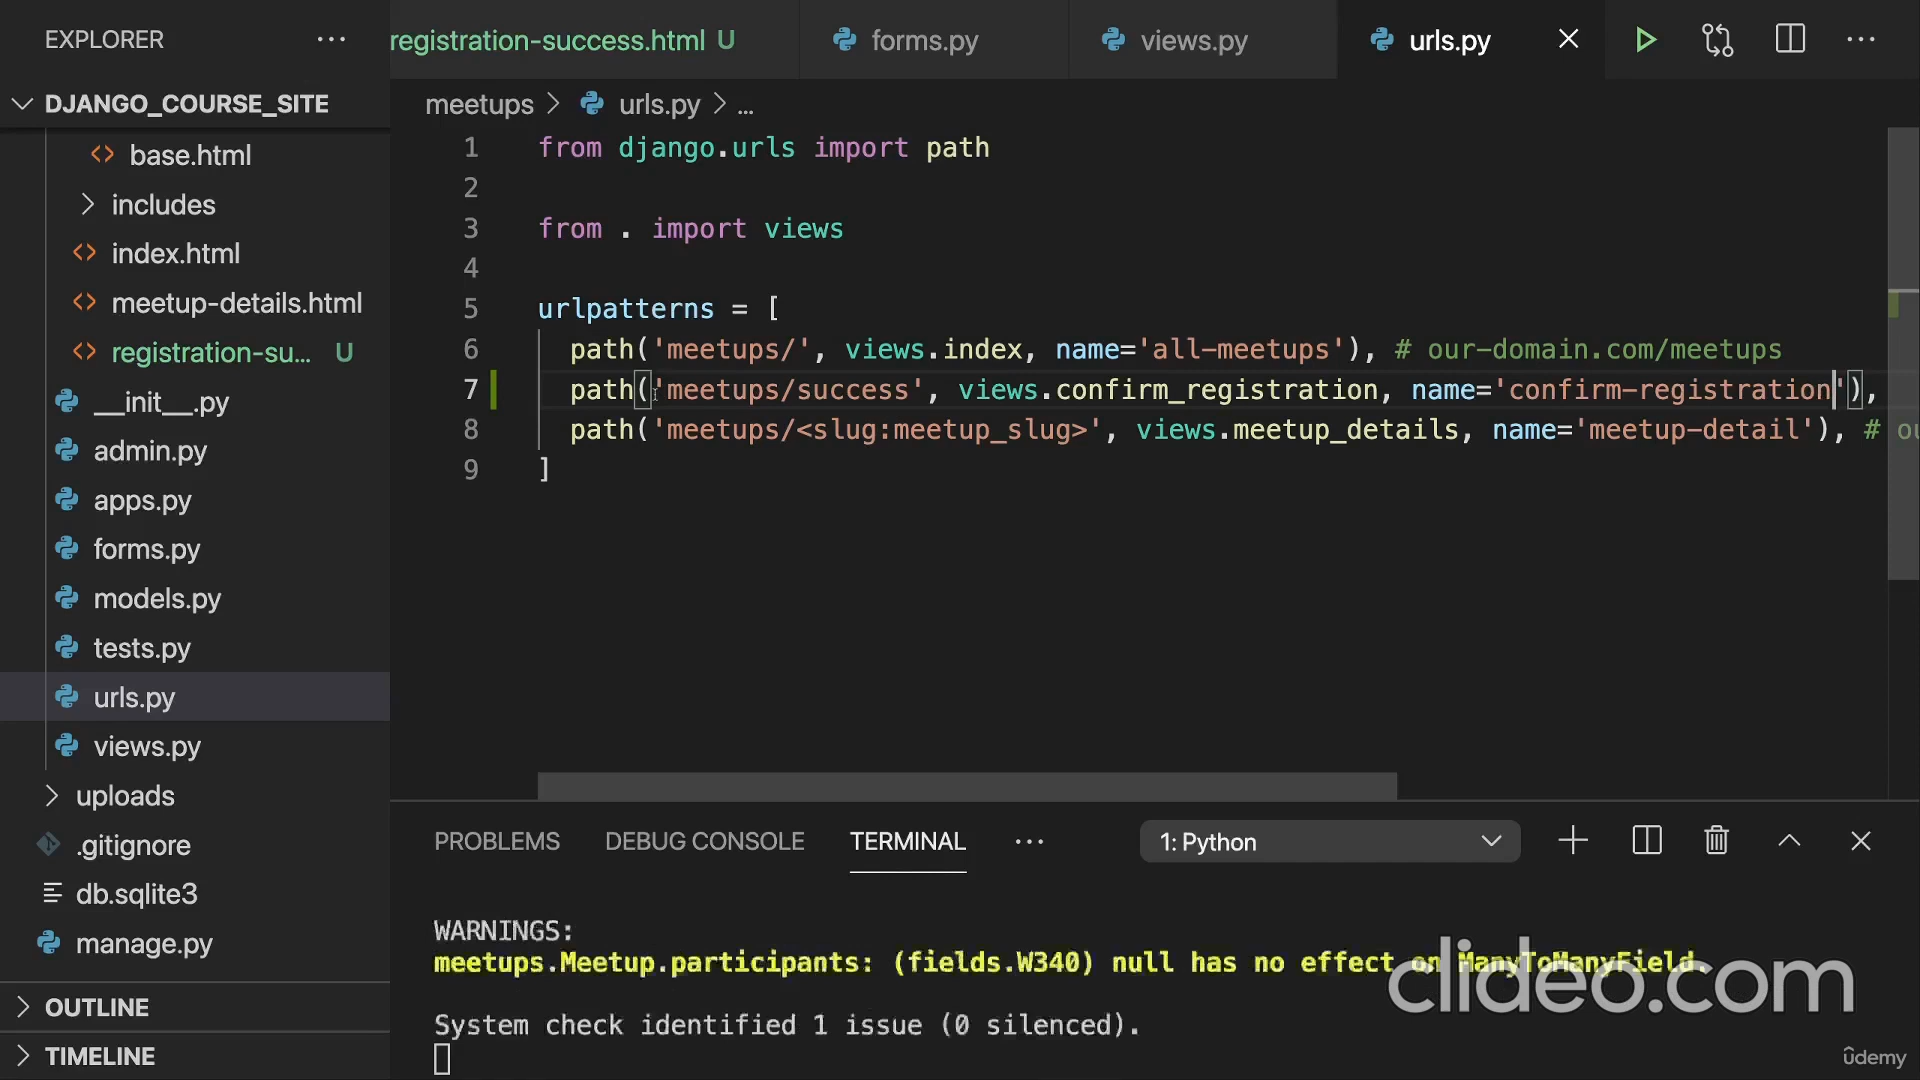 EXPLORER
DJANGO_COURSE_SITE
base.html
includes
index.html
meetup-details.html
registration-su... U
__init__.py
admin.py
apps.py
forms.py
models.py
tests.py
urls.py
views.py
uploads
.gitignore
db.sqlite3
manage.py
OUTLINE
TIMELINE
registration-success.html U
forms.py
views.py
urls.py
meetups > urls.py > ...
1 from django.urls import path
2
3 from . import views
4
5 urlpatterns = [
6 path('meetups/', views.index, name='all-meetups'), # our-domain.com/meetups
7 path('meetups/success', views.confirm_registration, name='confirm-registration'),
8 path('meetups/<slug:meetup_slug>', views.meetup_details, name='meetup-detail'), #
9 ]
PROBLEMS DEBUG CONSOLE TERMINAL ... 1: Python
WARNINGS:
meetups.Meetup.participants: (fields.W340) null has no effect on ManyToManyField.
System check identified 1 issue (0 silenced).
clideo.com
ûdemy